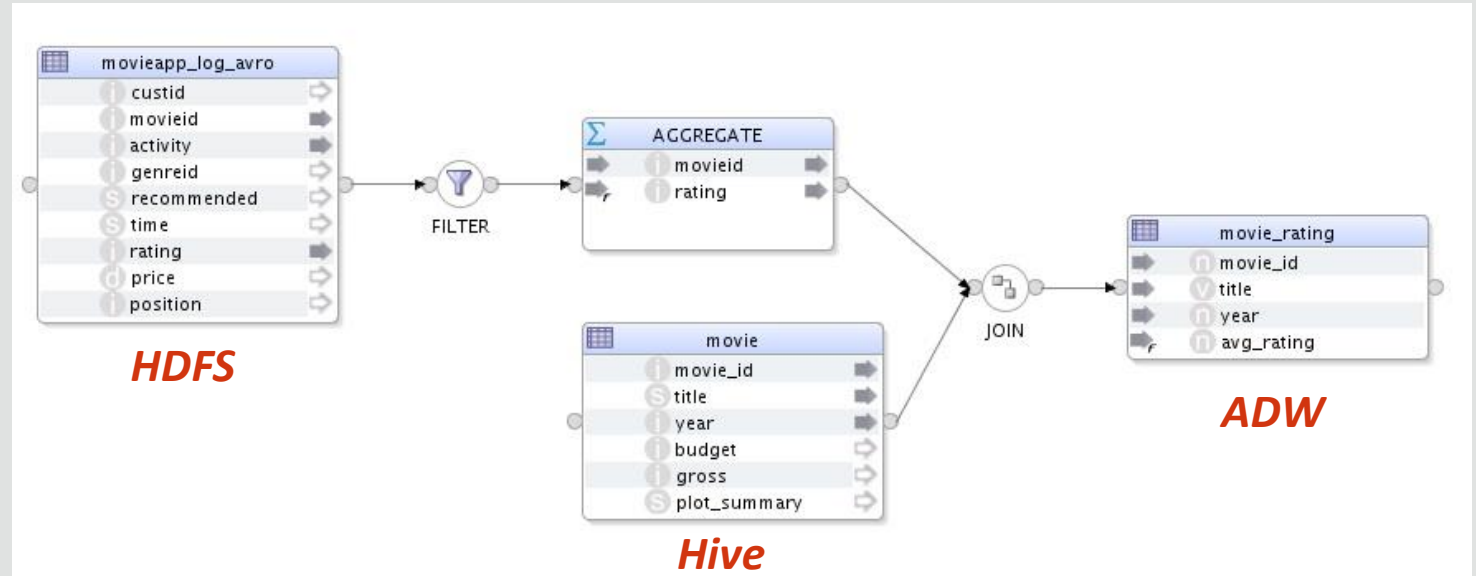 movieapp_log_avro
custid
movieid
activity
genreid
recommended
time
rating
price
position
HDFS
FILTER
AGGREGATE
movieid
rating
movie
movie_id
title
year
budget
gross
plot_summary
Hive
JOIN
movie_rating
movie_id
title
year
avg_rating
ADW